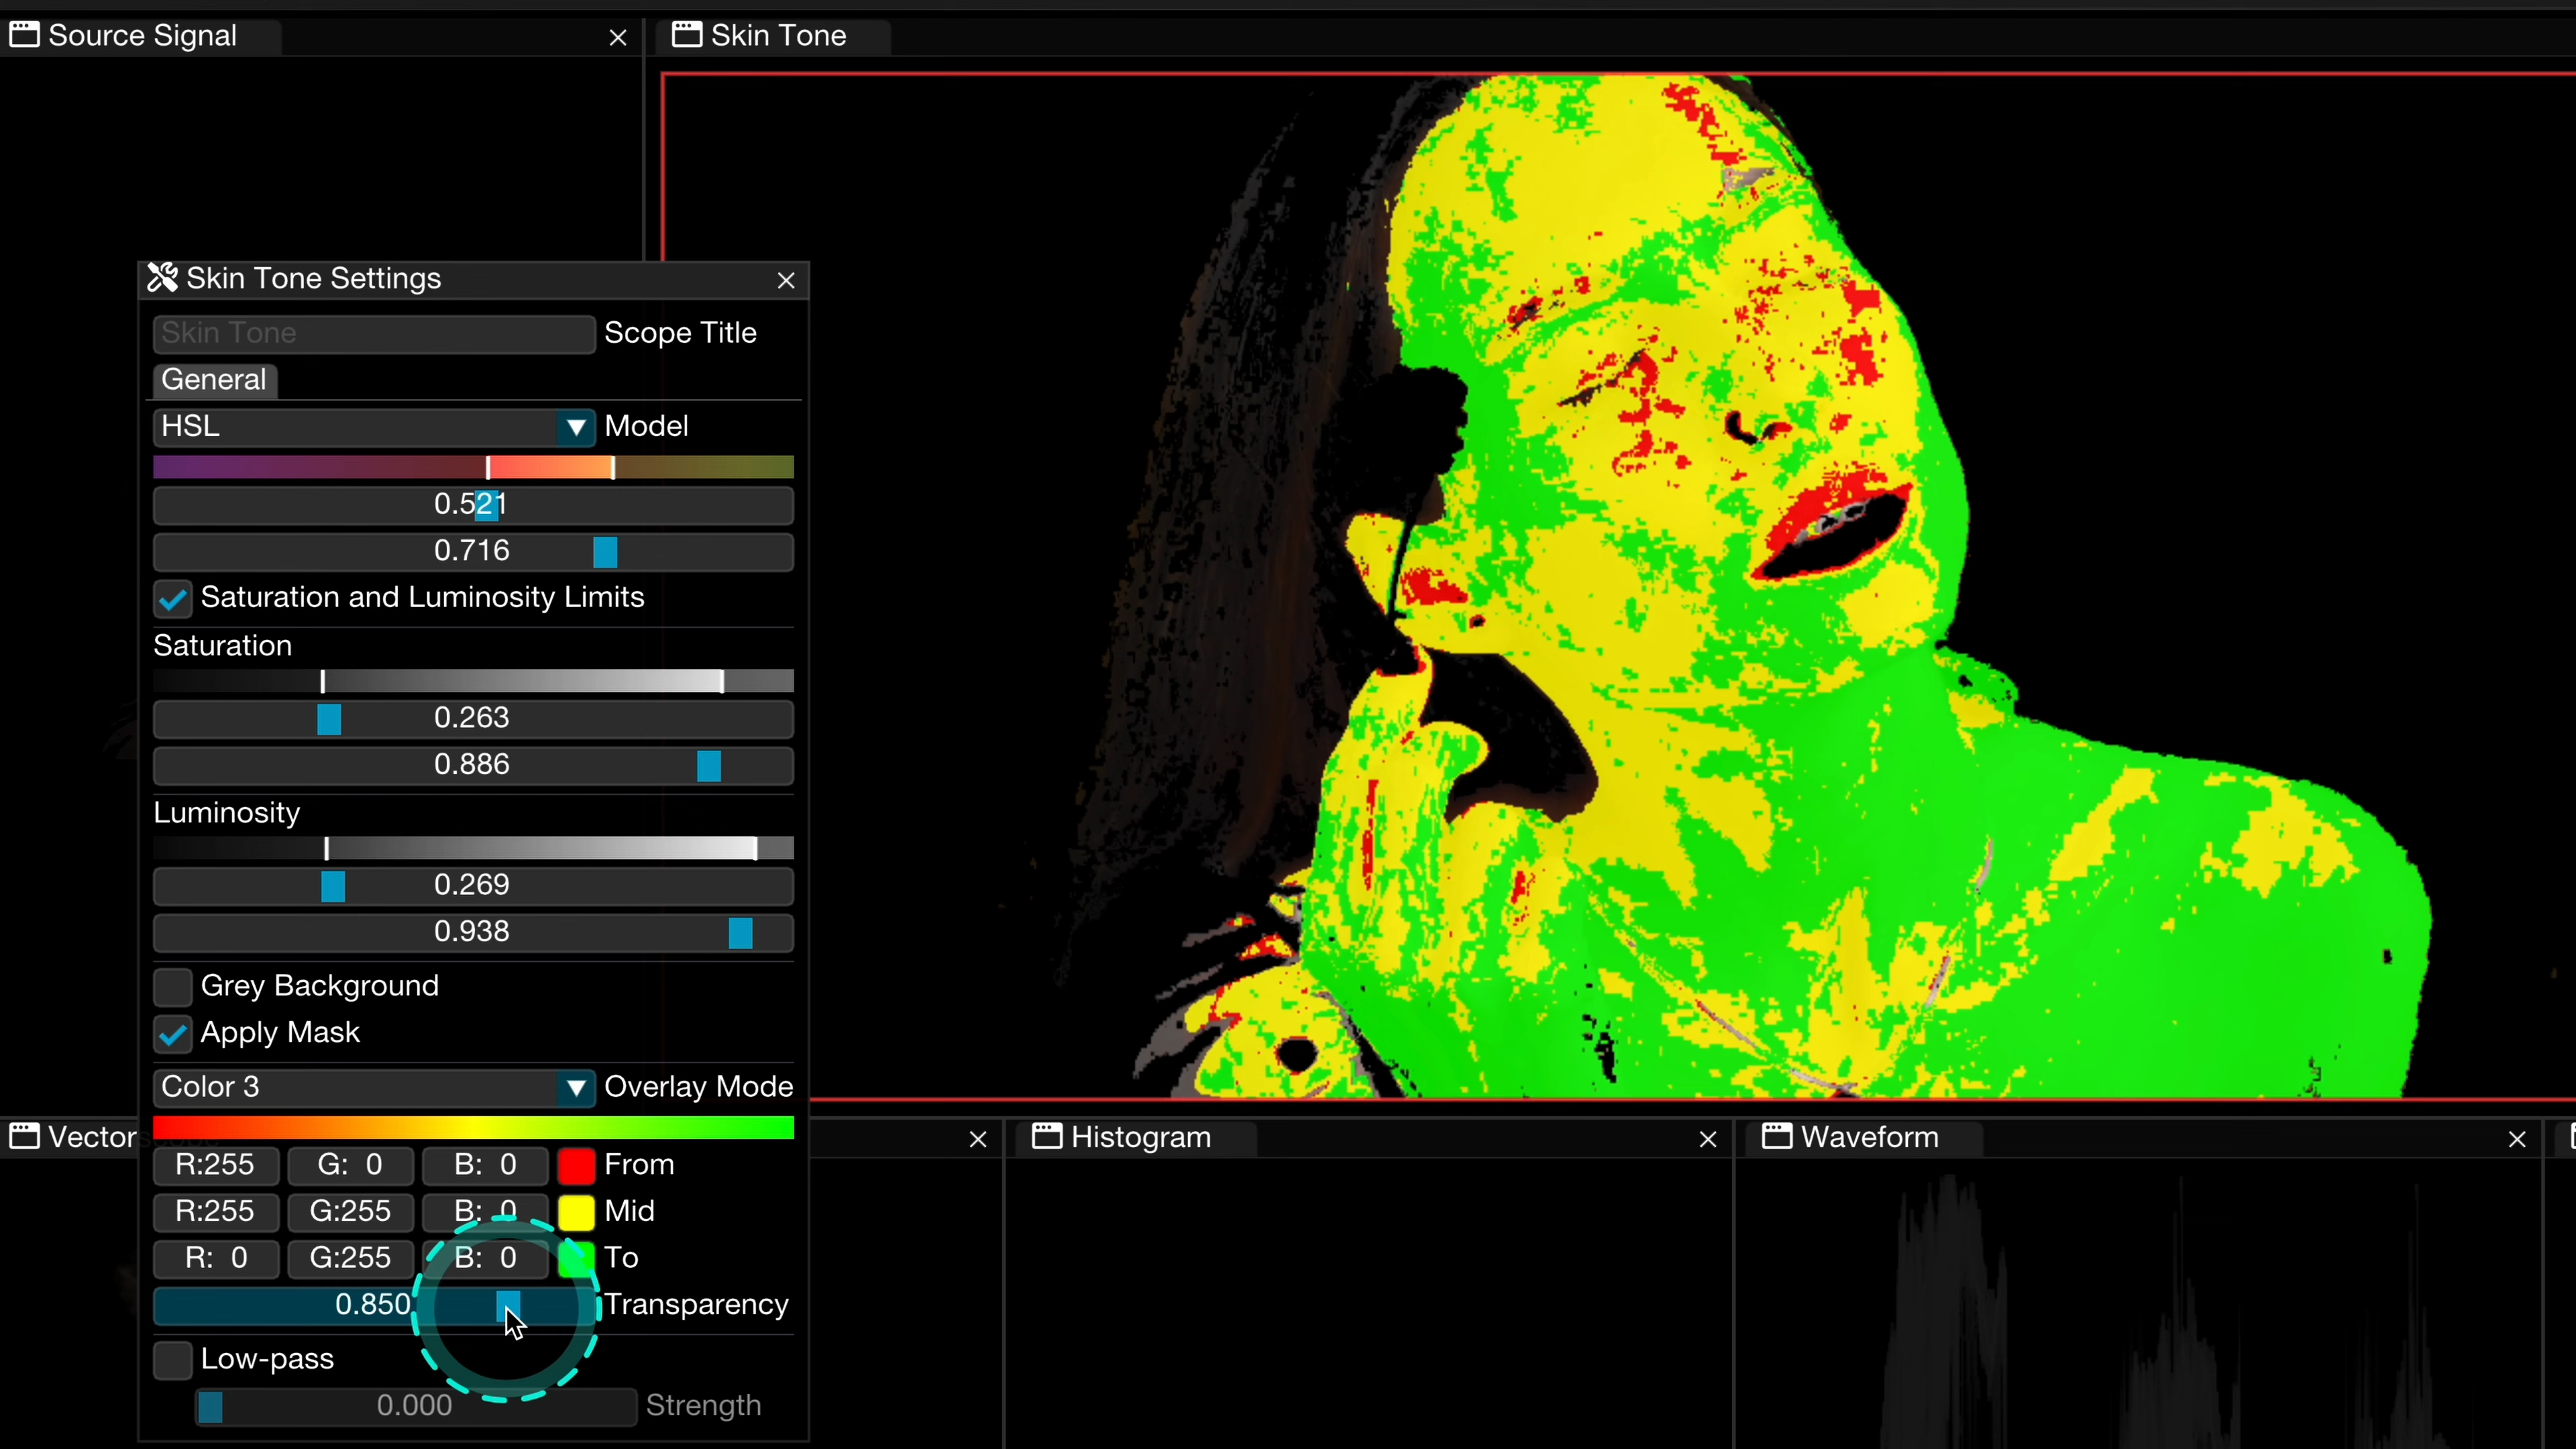 Source Signal
Skin Tone
Skin Tone Settings
Skin Tone
Scope Title
General
HSL
Model
0.521
0.716
Saturation and Luminosity Limits
Saturation
0.263
0.886
Luminosity
0.269
0.938
Grey Background
Apply Mask
Color 3
Overlay Mode
Vectorscope
Histogram
Waveform
R:255 G: 0 B: 0 From
R:255 G:255 B: 0 Mid
R: 0 G:255 B: 0 To
0.850 Transparency
Low-pass
0.000 Strength